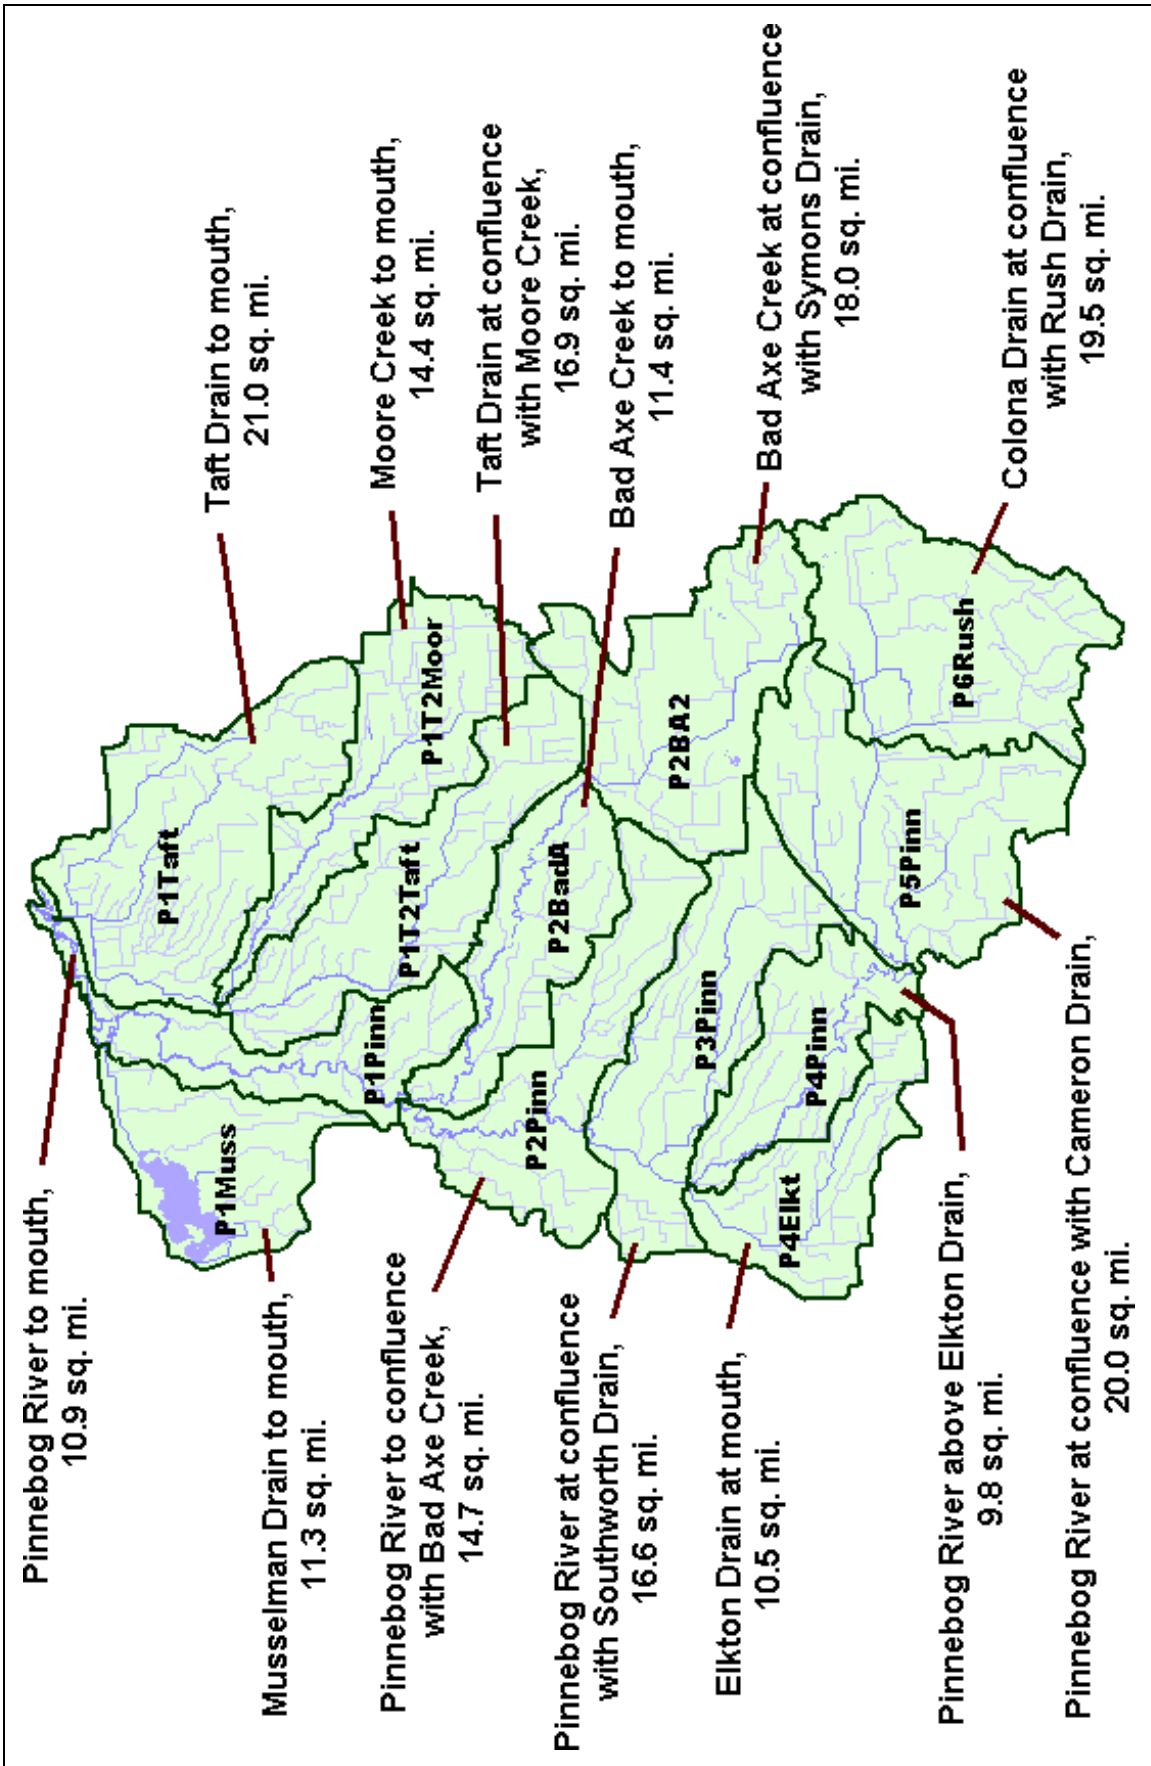 Pinnebog River to mouth,
10.9 sq. mi.
Musselman Drain to mouth,
11.3 sq. mi.
Pinnebog River to confluence
with Bad Axe Creek,
14.7 sq. mi.
Pinnebog River at confluence
with Southworth Drain,
16.6 sq. mi.
Elkton Drain at mouth,
10.5 sq. mi.
Pinnebog River above Elkton Drain,
9.8 sq. mi.
Pinnebog River at confluence with Cameron Drain,
20.0 sq. mi.
P1Muss
P1Pinn
P2Pinn
P4Elkt
P4Pinn
P3Pinn
P1Taft
P1T2Taft
P2BadA
P5Pinn
P1T2Moor
P2BA2
P6Rush
Taft Drain to mouth,
21.0 sq. mi.
Moore Creek to mouth,
14.4 sq. mi.
Taft Drain at confluence
with Moore Creek,
16.9 sq. mi.
Bad Axe Creek to mouth,
11.4 sq. mi.
Bad Axe Creek at confluence
with Symons Drain,
18.0 sq. mi.
Colona Drain at confluence
with Rush Drain,
19.5 sq. mi.